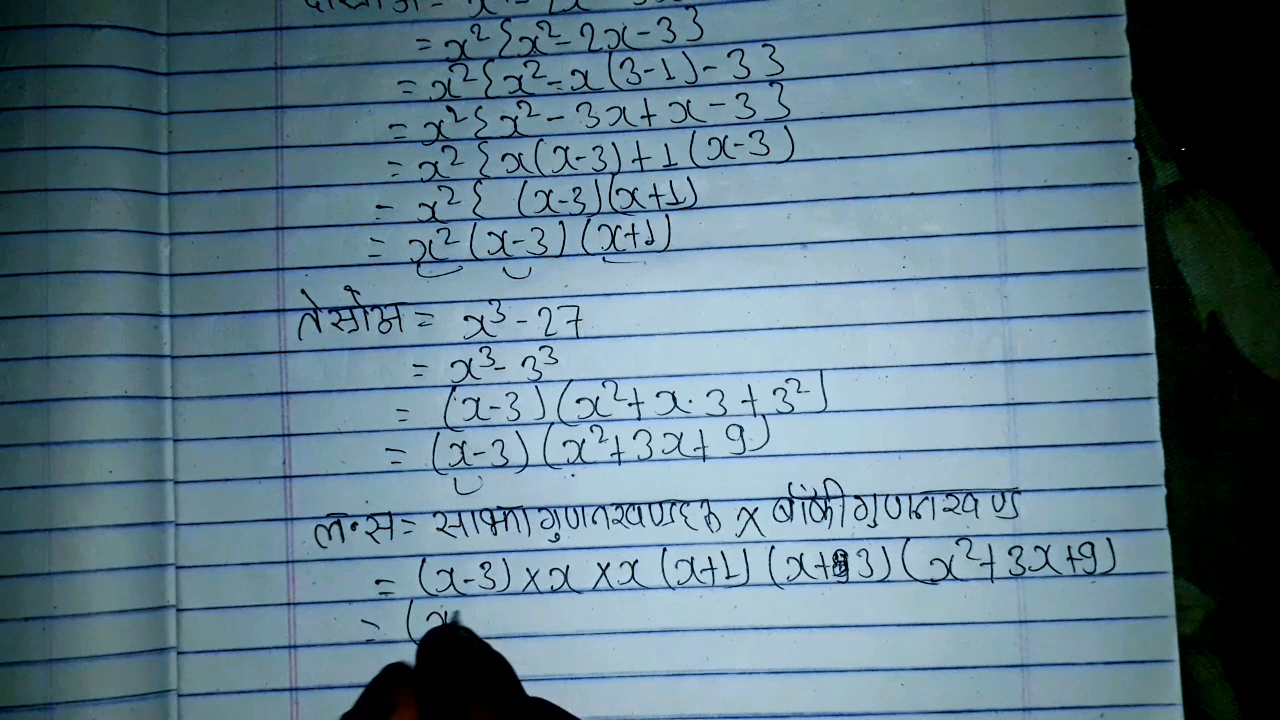 = x²{x²-2x-3}
= x²{x²-x(3-1)-3}
= x²{x²-3x+x-3}
= x²{x(x-3)+1(x-3)
= x²{ (x-3)(x+1)
= x²(x-3)(x+1)
तेस्रोअ = x³-27
= x³-3³
= (x-3)(x²+x·3+3²)
= (x-3)(x²+3x+9)
ल·स = साझागुणनखण्डहरु × बाँकीगुणनखण्ड
= (x-3)×x×x(x+1)(x+3)(x²+3x+9)
= (x